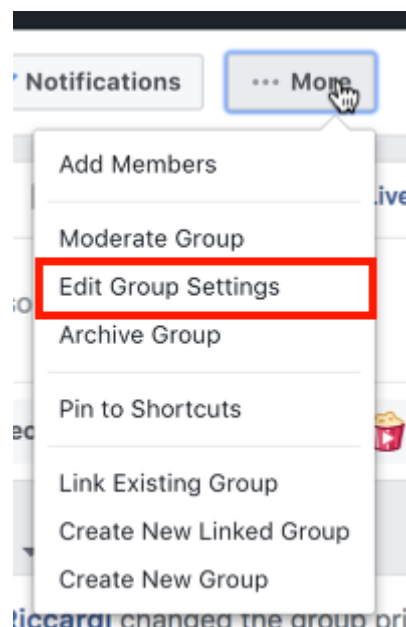 Notifications
••• More
Add Members
Moderate Group
Edit Group Settings
Archive Group
Pin to Shortcuts
Link Existing Group
Create New Linked Group
Create New Group
Riccardi changed the group pri